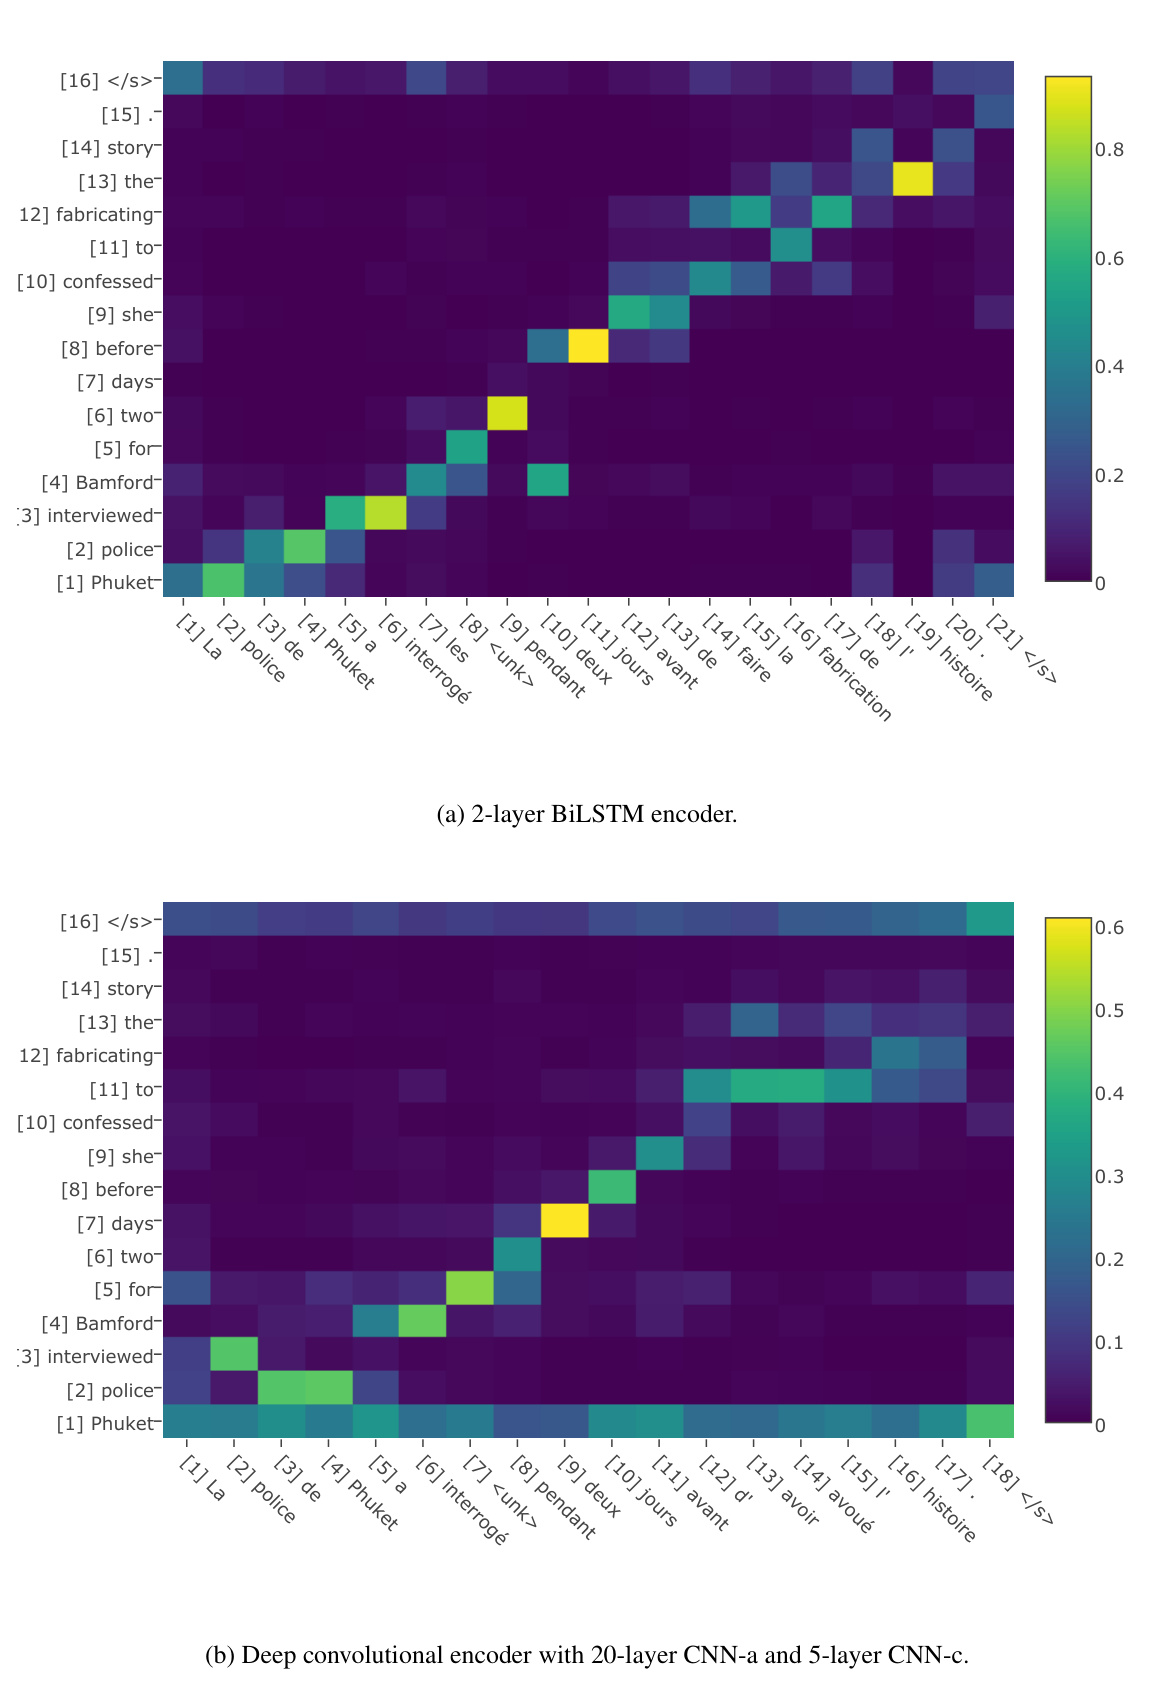 [16] </s>
[15] .
[14] story
[13] the
12] fabricating
[11] to
[10] confessed
[9] she
[8] before
[7] days
[6] two
[5] for
[4] Bamford
3] interviewed
[2] police
[1] Phuket
[1] La
[2] police
[3] de
[4] Phuket
[5] a
[6] interrogé
[7] les
[8] <unk>
[9] pendant
[10] deux
[11] jours
[12] avant
[13] de
[14] faire
[15] la
[16] fabrication
[17] de
[18] l'
[19] histoire
[20] .
[21] </s>
0.8
0.6
0.4
0.2
0
(a) 2-layer BiLSTM encoder.
[16] </s>
[15] .
[14] story
[13] the
12] fabricating
[11] to
[10] confessed
[9] she
[8] before
[7] days
[6] two
[5] for
[4] Bamford
3] interviewed
[2] police
[1] Phuket
[1] La
[2] police
[3] de
[4] Phuket
[5] a
[6] interrogé
[7] <unk>
[8] pendant
[9] deux
[10] jours
[11] avant
[12] d'
[13] avoir
[14] avoué
[15] l'
[16] histoire
[17] .
[18] </s>
0.6
0.5
0.4
0.3
0.2
0.1
0
(b) Deep convolutional encoder with 20-layer CNN-a and 5-layer CNN-c.